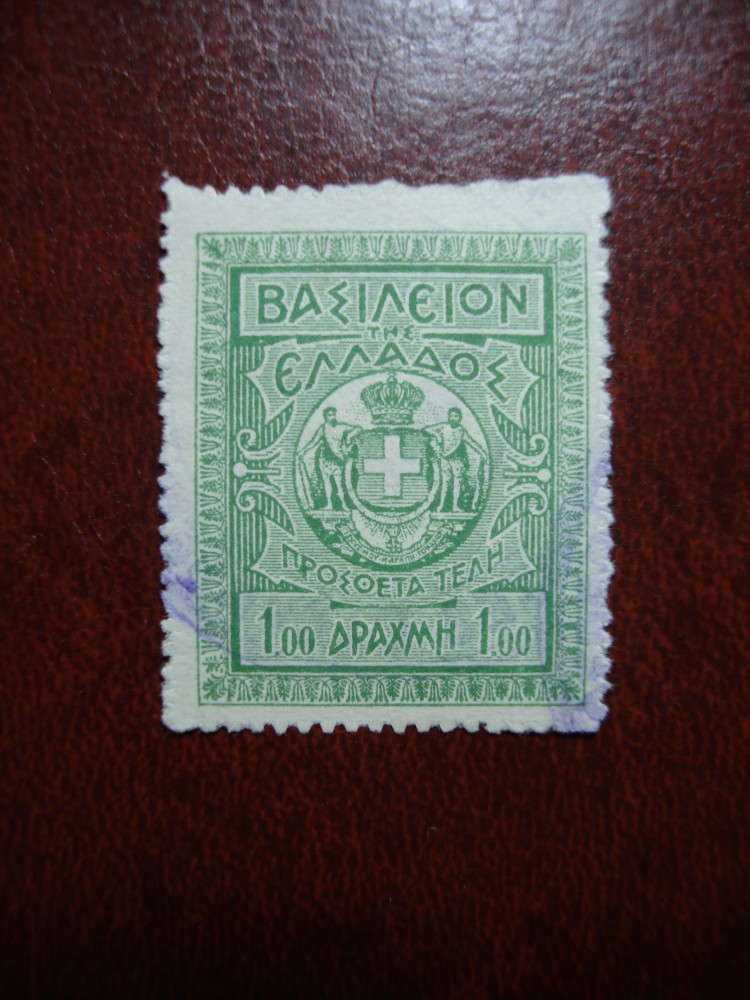 ΒΑΣΙΛΕΙΟΝ
ΤΗΣ
ΕΛΛΑΔΟΣ
ΠΡΟΣΘΕΤΑ ΤΕΛΗ
1.00 ΔΡΑΧΜΗ 1.00